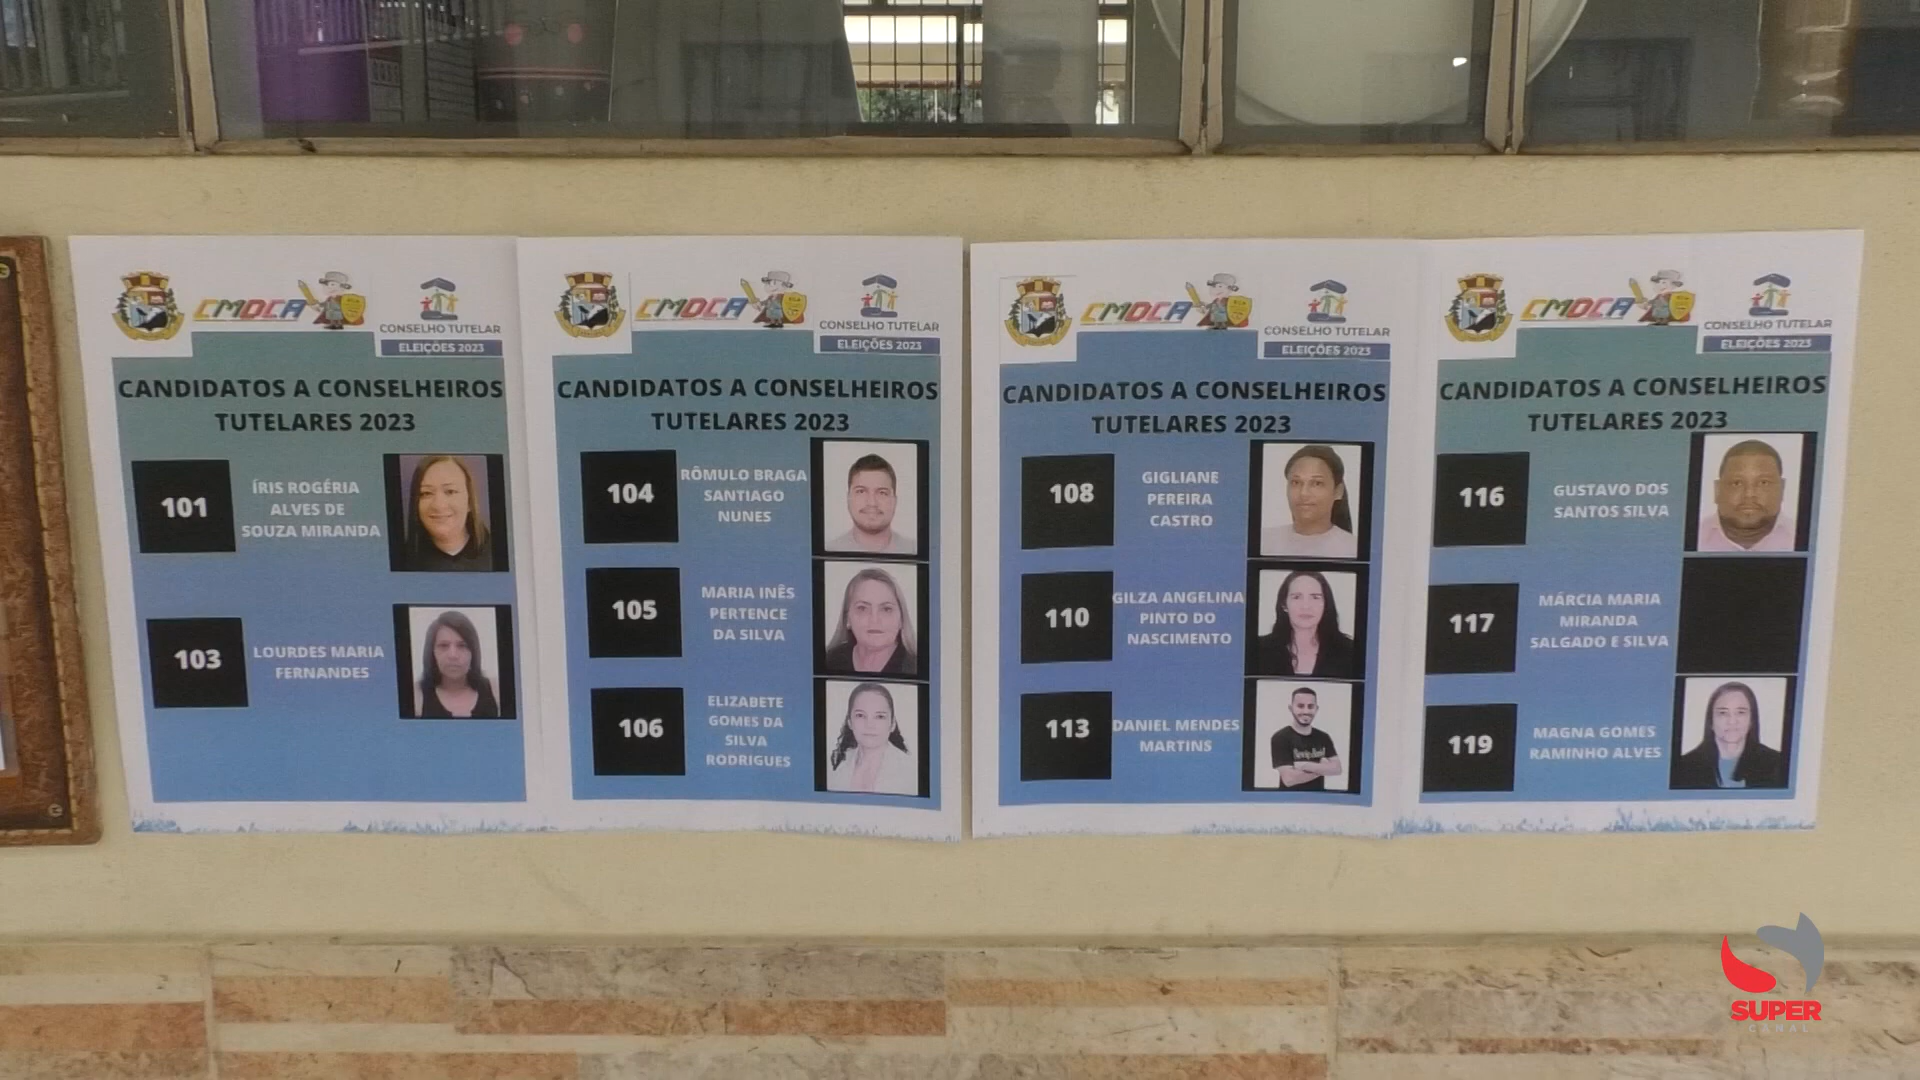 CMDCA
CONSELHO TUTELAR
ELEIÇÕES 2023
CANDIDATOS A CONSELHEIROS
TUTELARES 2023
101
ÍRIS ROGÉRIA
ALVES DE
SOUZA MIRANDA
103
LOURDES MARIA
FERNANDES
CMDCA
CONSELHO TUTELAR
ELEIÇÕES 2023
CANDIDATOS A CONSELHEIROS
TUTELARES 2023
104
RÔMULO BRAGA
SANTIAGO
NUNES
105
MARIA INÊS
PERTENCE
DA SILVA
106
ELIZABETE
GOMES DA
SILVA
RODRIGUES
CMDCA
CONSELHO TUTELAR
ELEIÇÕES 2023
CANDIDATOS A CONSELHEIROS
TUTELARES 2023
108
GIGLIANE
PEREIRA
CASTRO
110
GILZA ANGELINA
PINTO DO
NASCIMENTO
113
DANIEL MENDES
MARTINS
CMDCA
CONSELHO TUTELAR
ELEIÇÕES 2023
CANDIDATOS A CONSELHEIROS
TUTELARES 2023
116
GUSTAVO DOS
SANTOS SILVA
117
MÁRCIA MARIA
MIRANDA
SALGADO E SILVA
119
MAGNA GOMES
RAMINHO ALVES
SUPER
CANAL